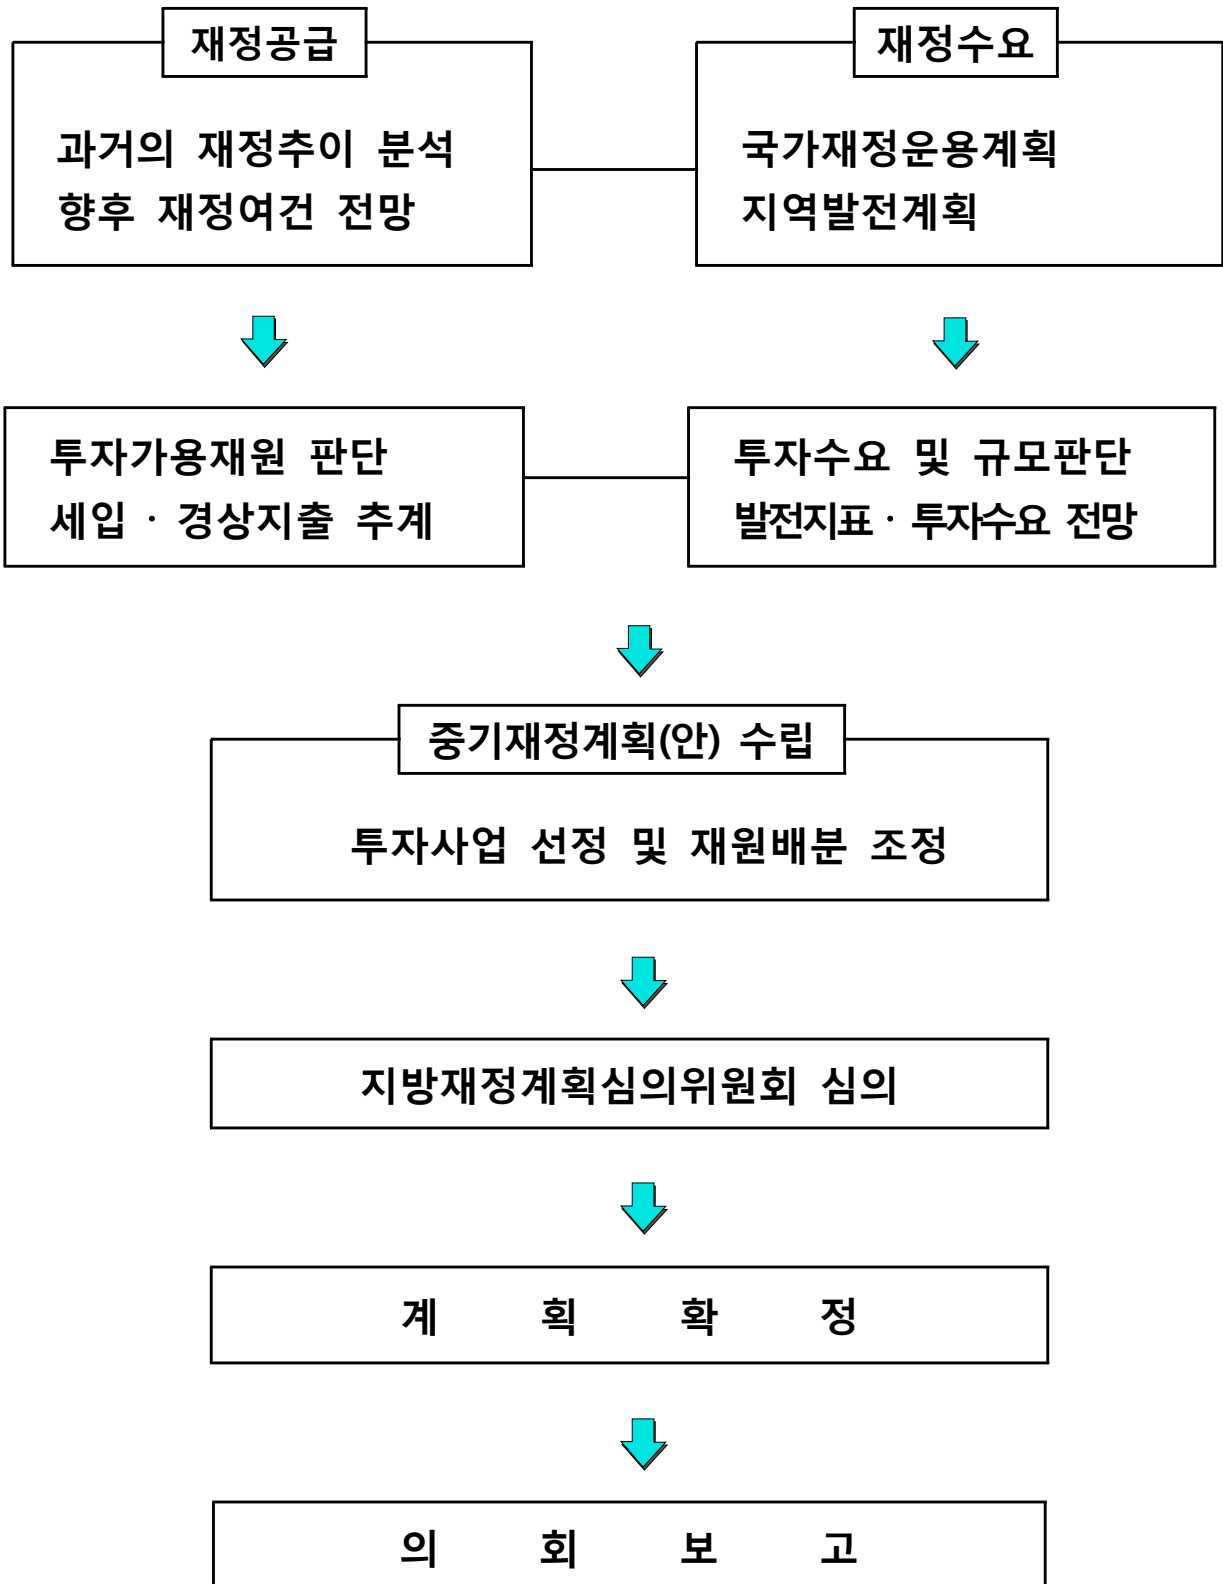 재정공급
과거의 재정추이 분석
향후 재정여건 전망
재정수요
국가재정운용계획
지역발전계획
투자가용재원 판단
세입 · 경상지출 추계
투자수요 및 규모판단
발전지표 · 투자수요 전망
중기재정계획(안) 수립
투자사업 선정 및 재원배분 조정
지방재정계획심의위원회 심의
계 획 확 정
의 회 보 고